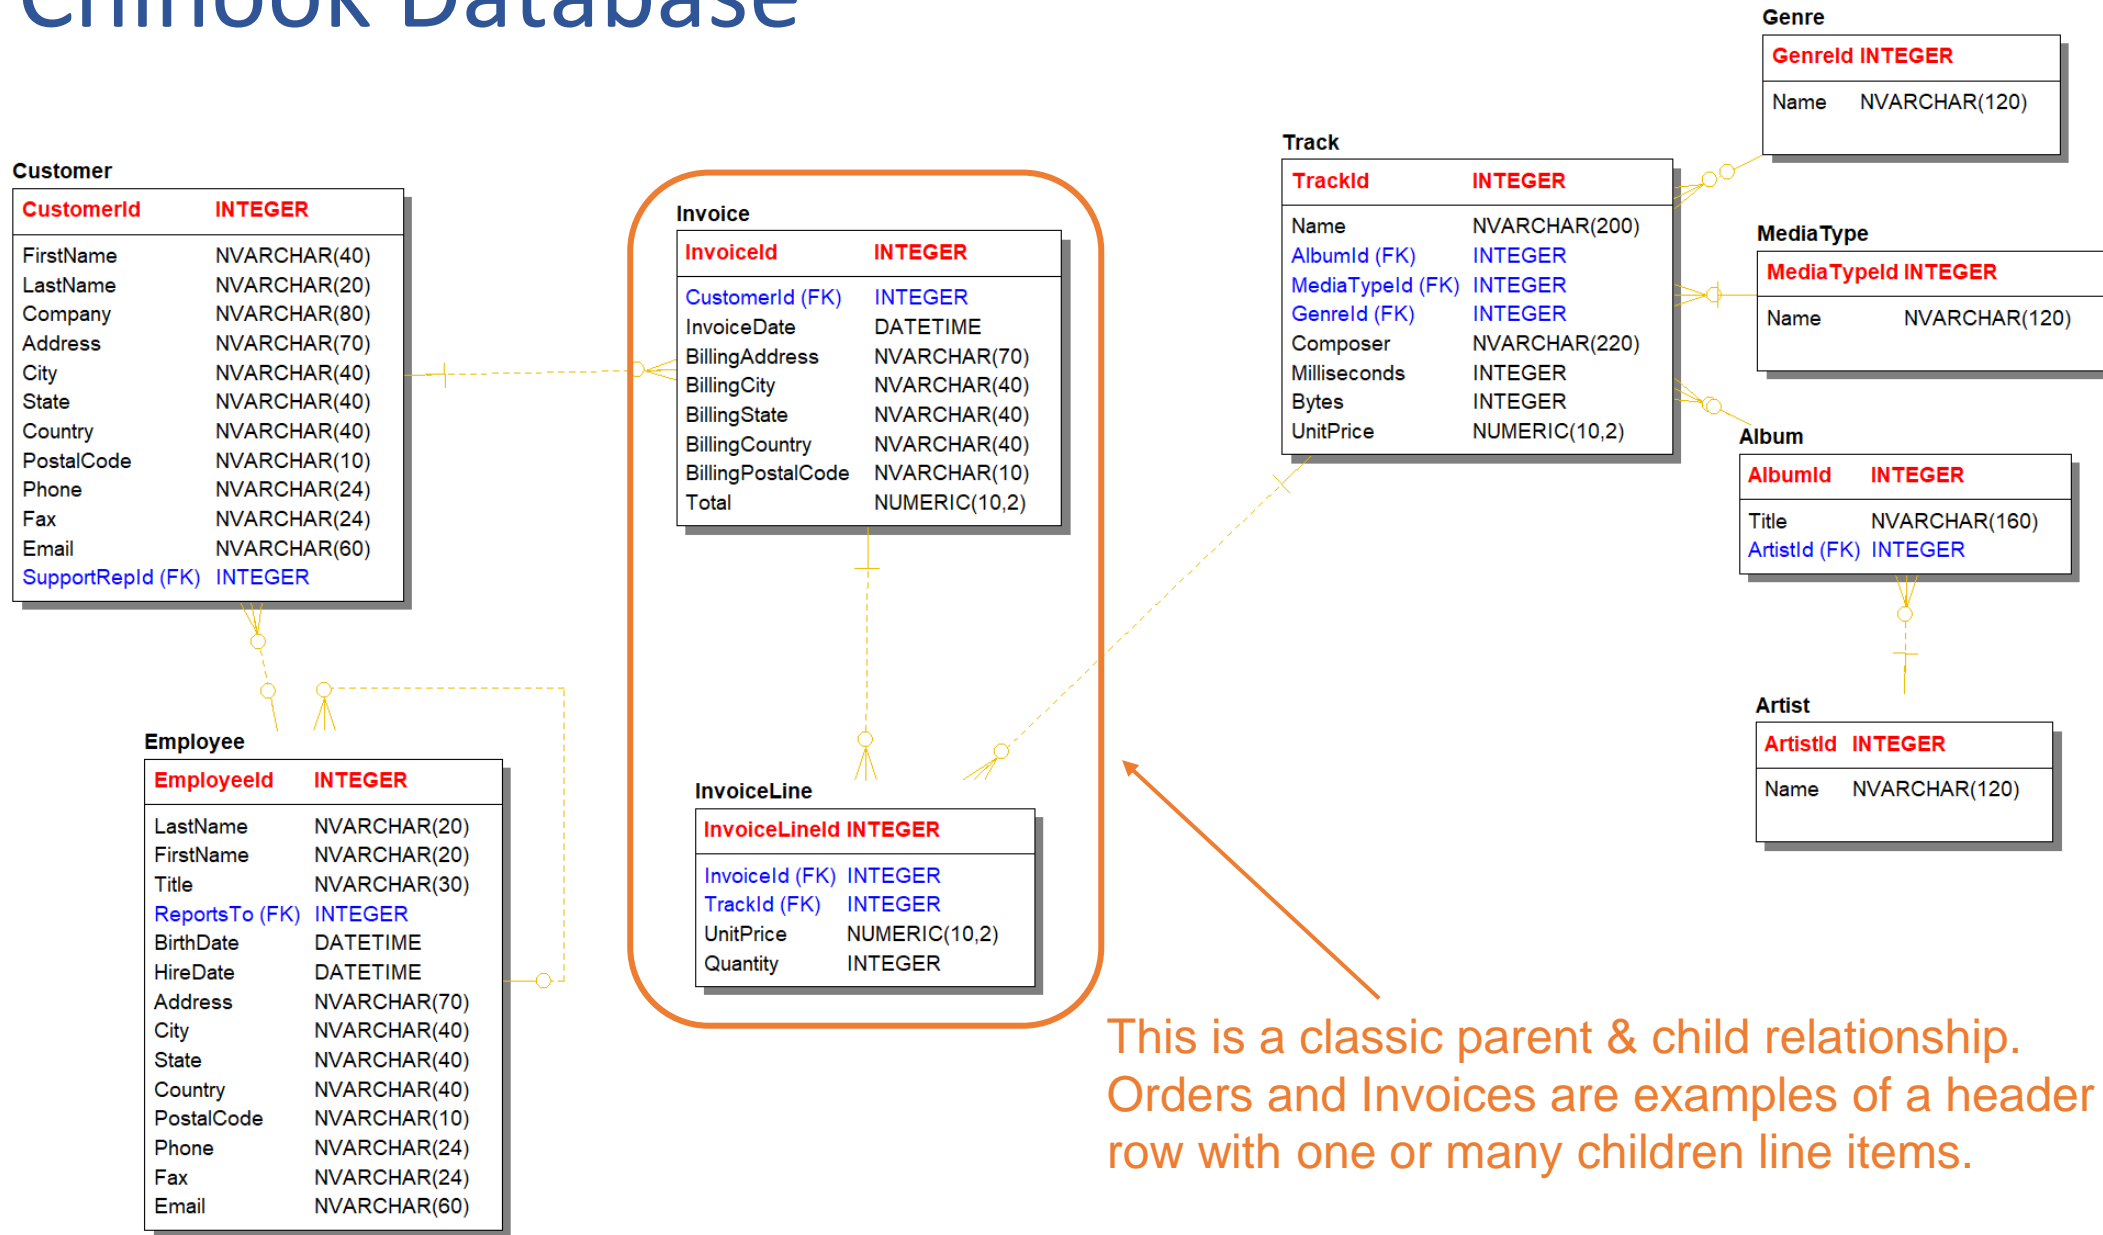 Chinook Database
Customer
CustomerId INTEGER
FirstName NVARCHAR(40)
LastName NVARCHAR(20)
Company NVARCHAR(80)
Address NVARCHAR(70)
City NVARCHAR(40)
State NVARCHAR(40)
Country NVARCHAR(40)
PostalCode NVARCHAR(10)
Phone NVARCHAR(24)
Fax NVARCHAR(24)
Email NVARCHAR(60)
SupportRepId (FK) INTEGER
Employee
EmployeeId INTEGER
LastName NVARCHAR(20)
FirstName NVARCHAR(20)
Title NVARCHAR(30)
ReportsTo (FK) INTEGER
BirthDate DATETIME
HireDate DATETIME
Address NVARCHAR(70)
City NVARCHAR(40)
State NVARCHAR(40)
Country NVARCHAR(40)
PostalCode NVARCHAR(10)
Phone NVARCHAR(24)
Fax NVARCHAR(24)
Email NVARCHAR(60)
Invoice
InvoiceId INTEGER
CustomerId (FK) INTEGER
InvoiceDate DATETIME
BillingAddress NVARCHAR(70)
BillingCity NVARCHAR(40)
BillingState NVARCHAR(40)
BillingCountry NVARCHAR(40)
BillingPostalCode NVARCHAR(10)
Total NUMERIC(10,2)
InvoiceLine
InvoiceLineId INTEGER
InvoiceId (FK) INTEGER
TrackId (FK) INTEGER
UnitPrice NUMERIC(10,2)
Quantity INTEGER
Track
TrackId INTEGER
Name NVARCHAR(200)
AlbumId (FK) INTEGER
MediaTypeId (FK) INTEGER
GenreId (FK) INTEGER
Composer NVARCHAR(220)
Milliseconds INTEGER
Bytes INTEGER
UnitPrice NUMERIC(10,2)
Genre
GenreId INTEGER
Name NVARCHAR(120)
MediaType
MediaTypeId INTEGER
Name NVARCHAR(120)
Album
AlbumId INTEGER
Title NVARCHAR(160)
ArtistId (FK) INTEGER
Artist
ArtistId INTEGER
Name NVARCHAR(120)
This is a classic parent & child relationship.
Orders and Invoices are examples of a header
row with one or many children line items.